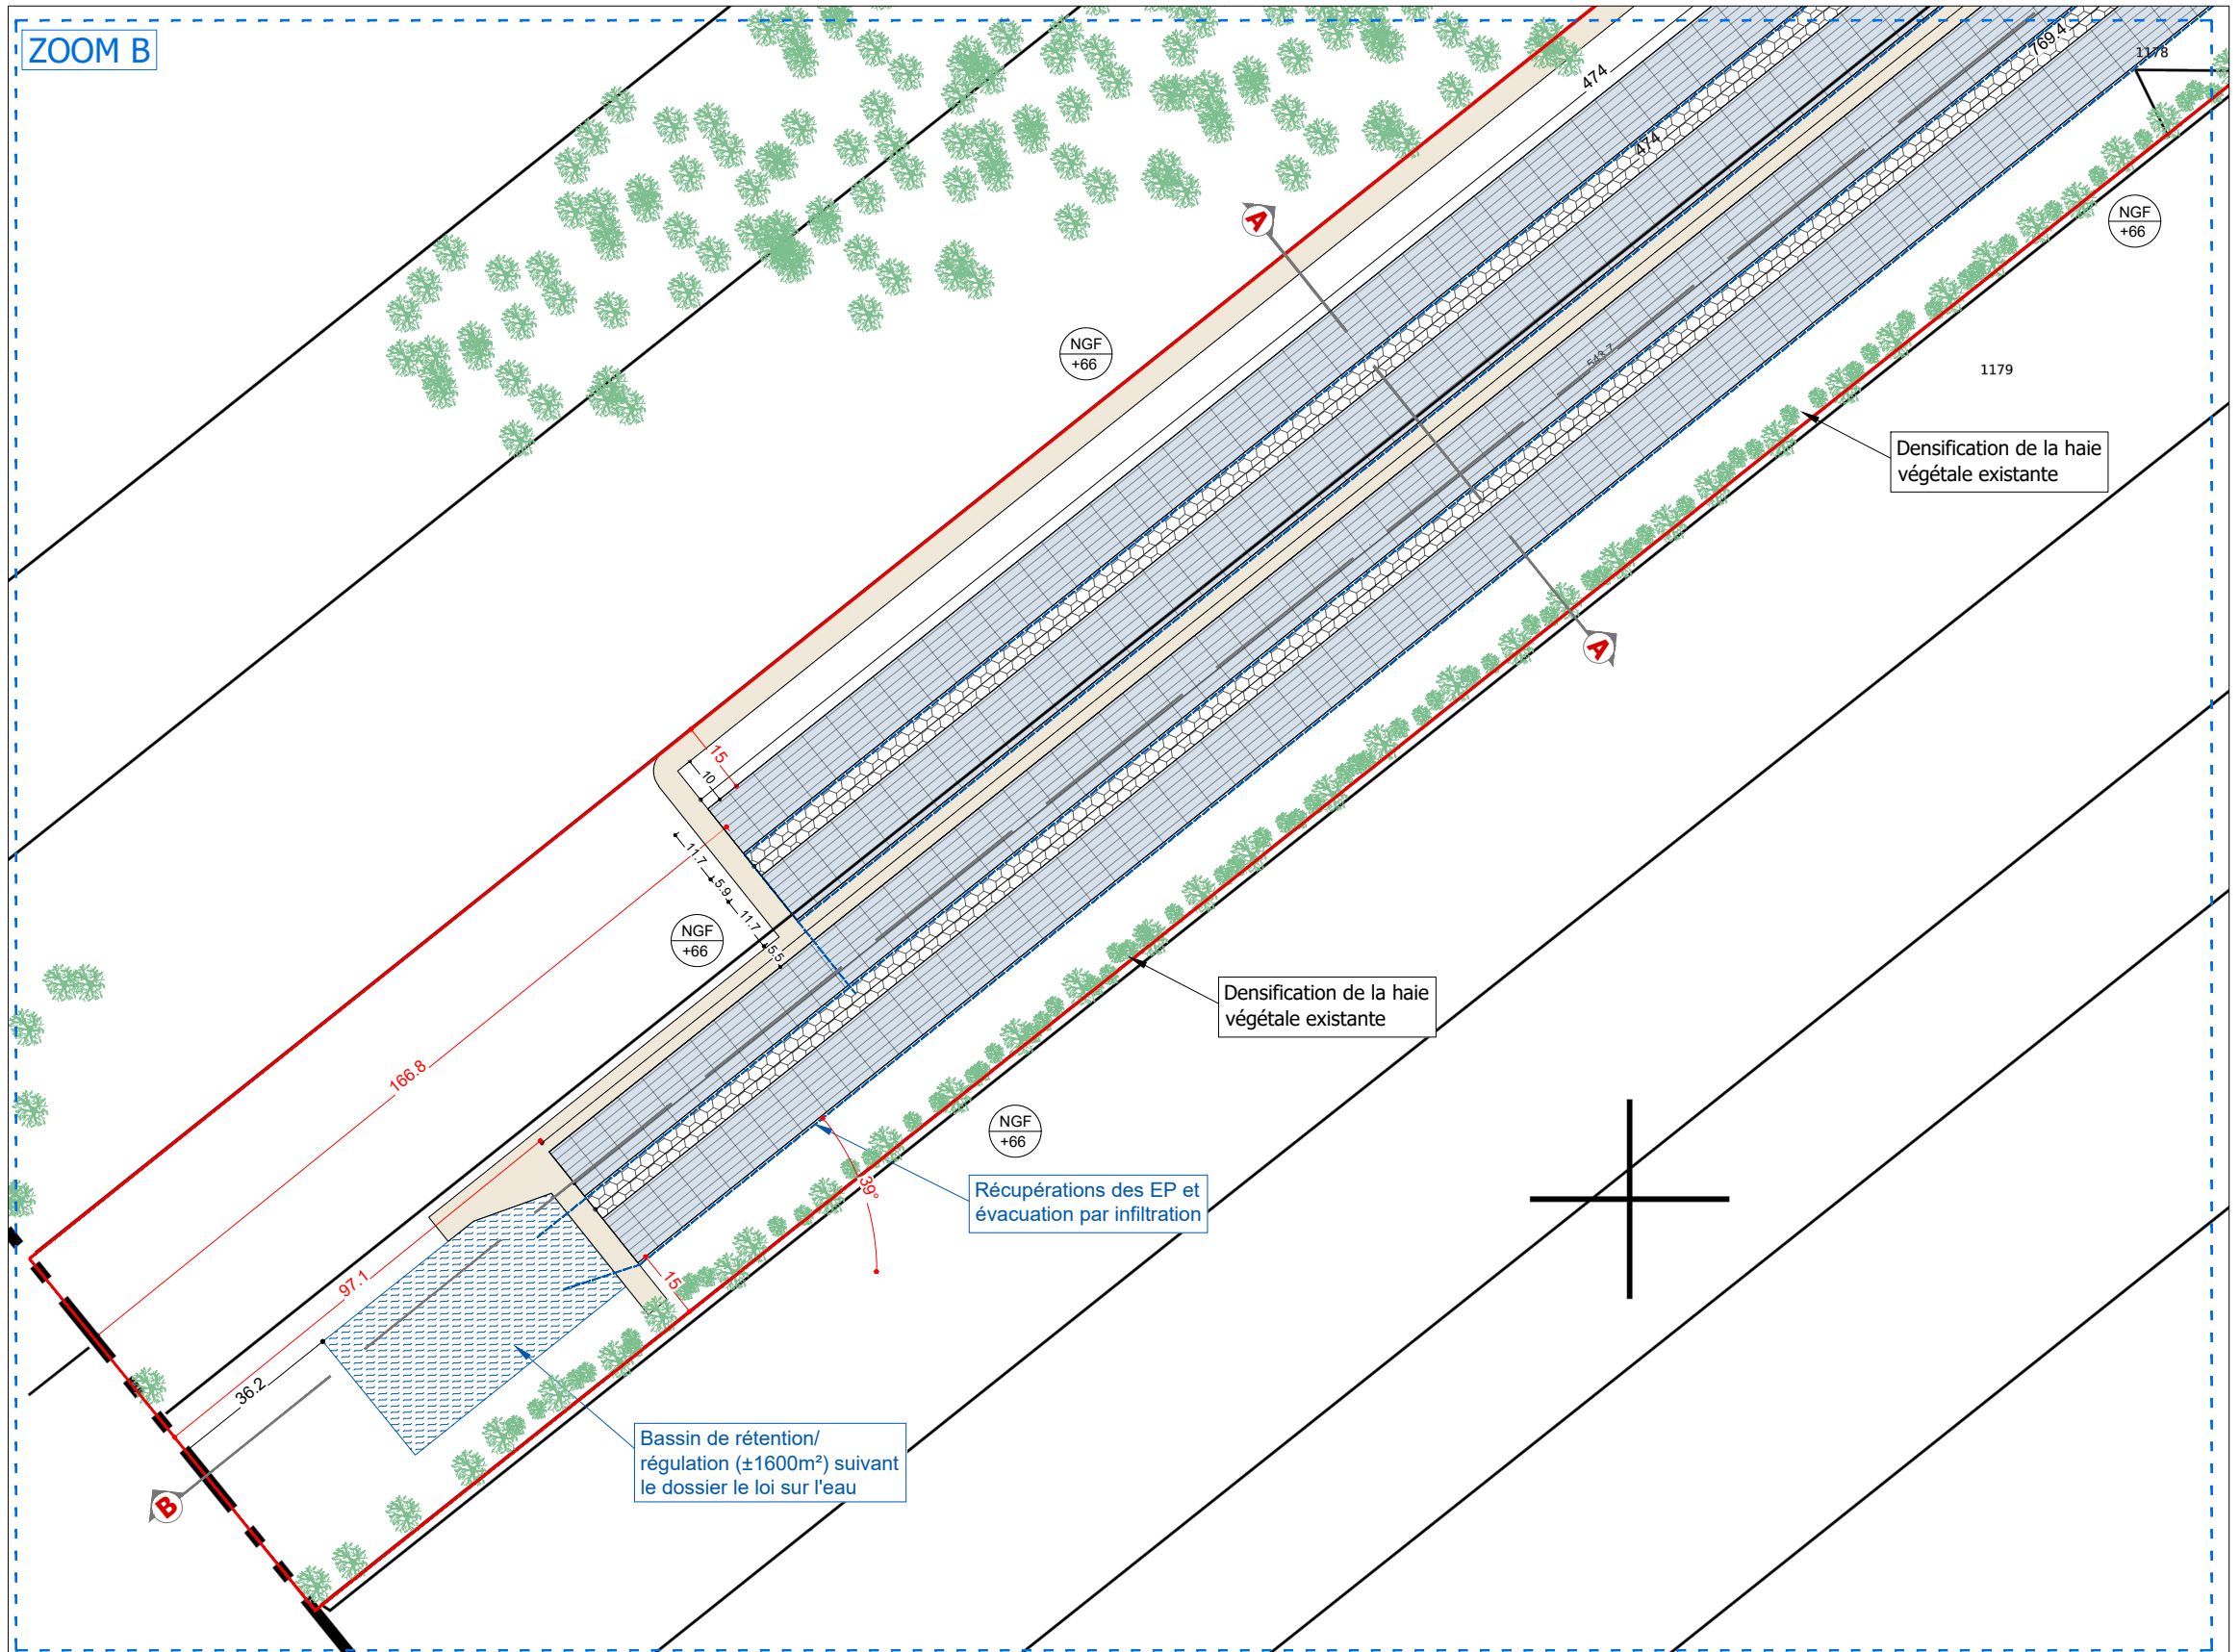 ZOOM B
474
769.4
1178
474
NGF
+66
NGF
+66
A
543.7
1179
Densification de la haie
végétale existante
A
15
10
11.7
5.9
11.7
5.5
NGF
+66
Densification de la haie
végétale existante
166.8
NGF
+66
39°
Récupérations des EP et
évacuation par infiltration
97.1
15
36.2
Bassin de rétention/
régulation (±1600m²) suivant
le dossier le loi sur l'eau
B